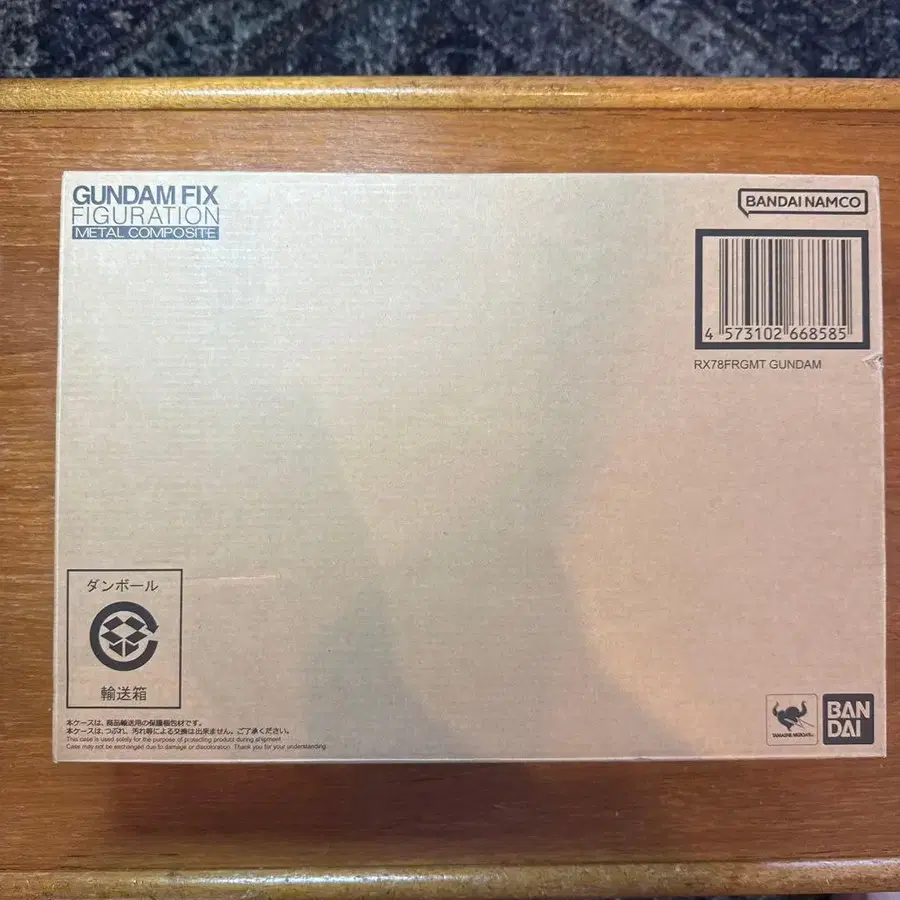 GUNDAM FIX
FIGURATION
METAL COMPOSITE
BANDAI NAMCO
4 573102 668585
RX78FRGMT GUNDAM
ダンボール
輸送箱
本ケースは、商品輸送用の保護梱包材です。
本ケースは、つぶれ、汚れ等による交換は出来ません。ご了承ください。
This case is used solely for the purpose of protecting product during shipment.
Case may not be exchanged due to damage or discoloration. Thank you for your understanding.
TAMASHII NATIONS
BAN
DAI